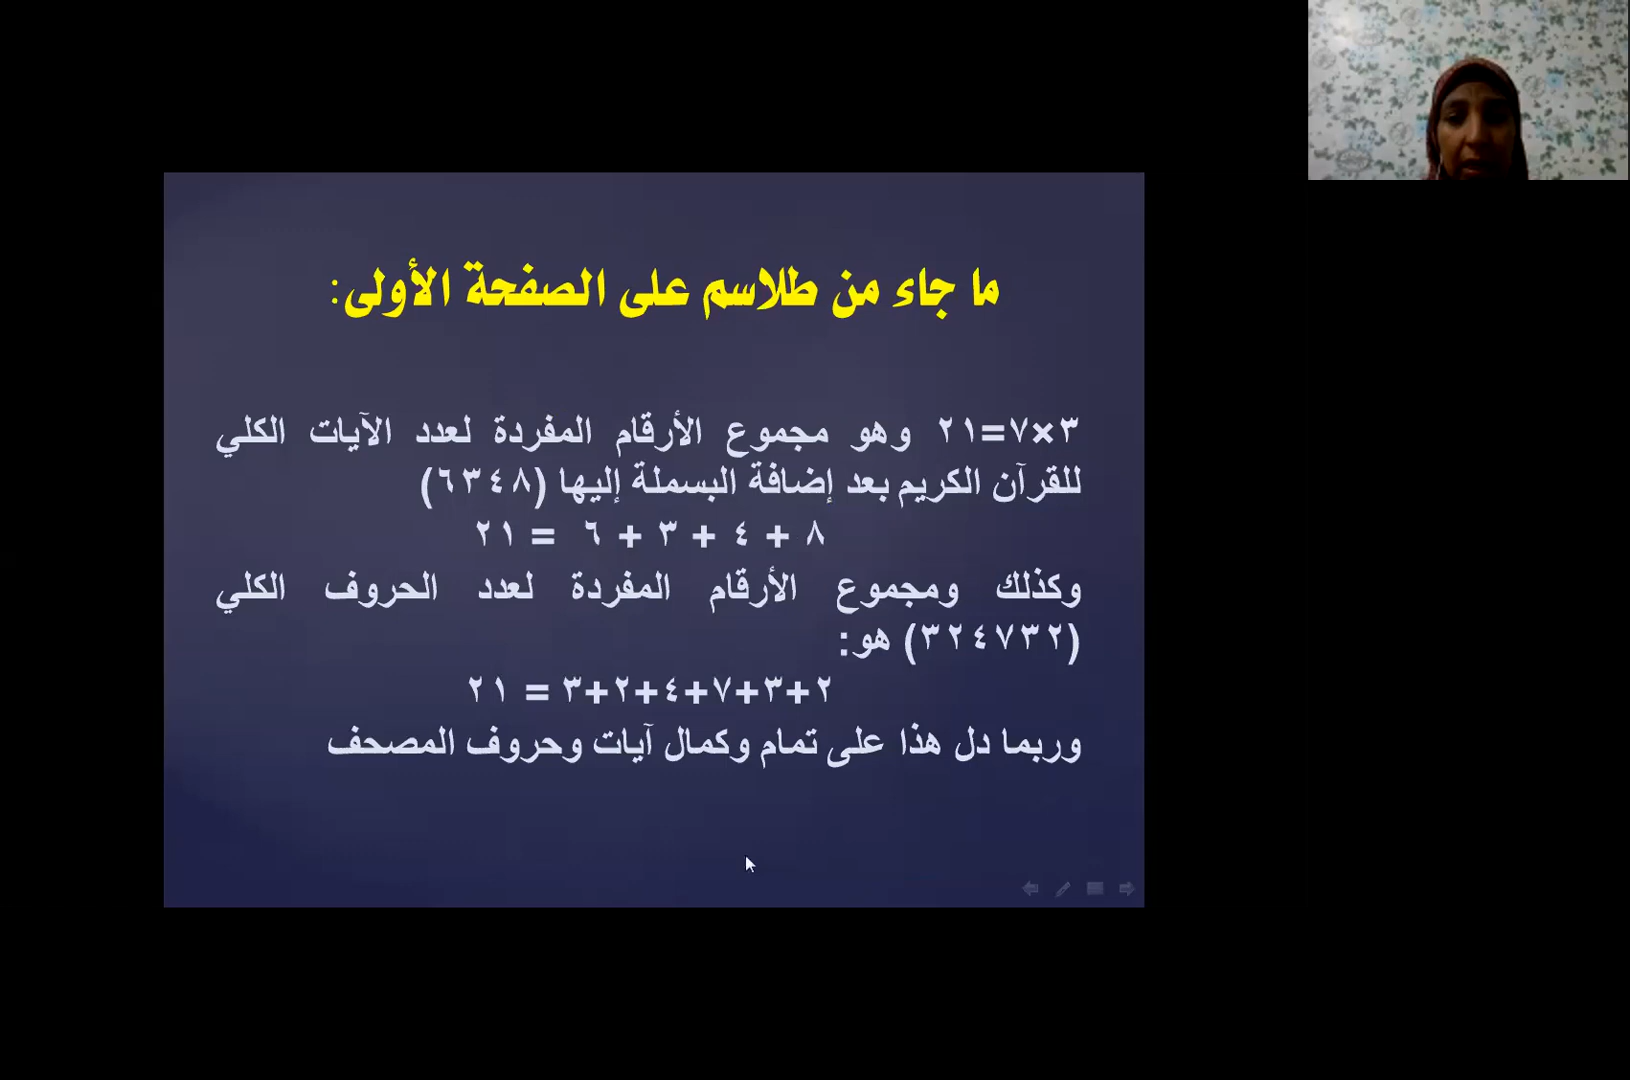 ما جاء من طلاسم على الصفحة الأولى:
٣×٧=٢١ وهو مجموع الأرقام المفردة لعدد الآيات الكلي
للقرآن الكريم بعد إضافة البسملة إليها (٦٣٤٨)
٨ + ٤ + ٣ + ٦ = ٢١
وكذلك ومجموع الأرقام المفردة لعدد الحروف الكلي
(٣٢٤٧٣٢) هو:
٢+٣+٧+٤+٢+٣ = ٢١
وربما دل هذا على تمام وكمال آيات وحروف المصحف